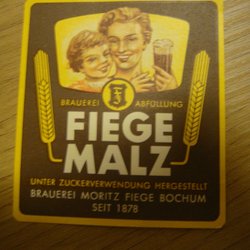 BRAUEREI ABFÜLLUNG
F
FIEGE
MALZ
UNTER ZUCKERVERWENDUNG HERGESTELLT
BRAUEREI MORITZ FIEGE BOCHUM
SEIT 1878